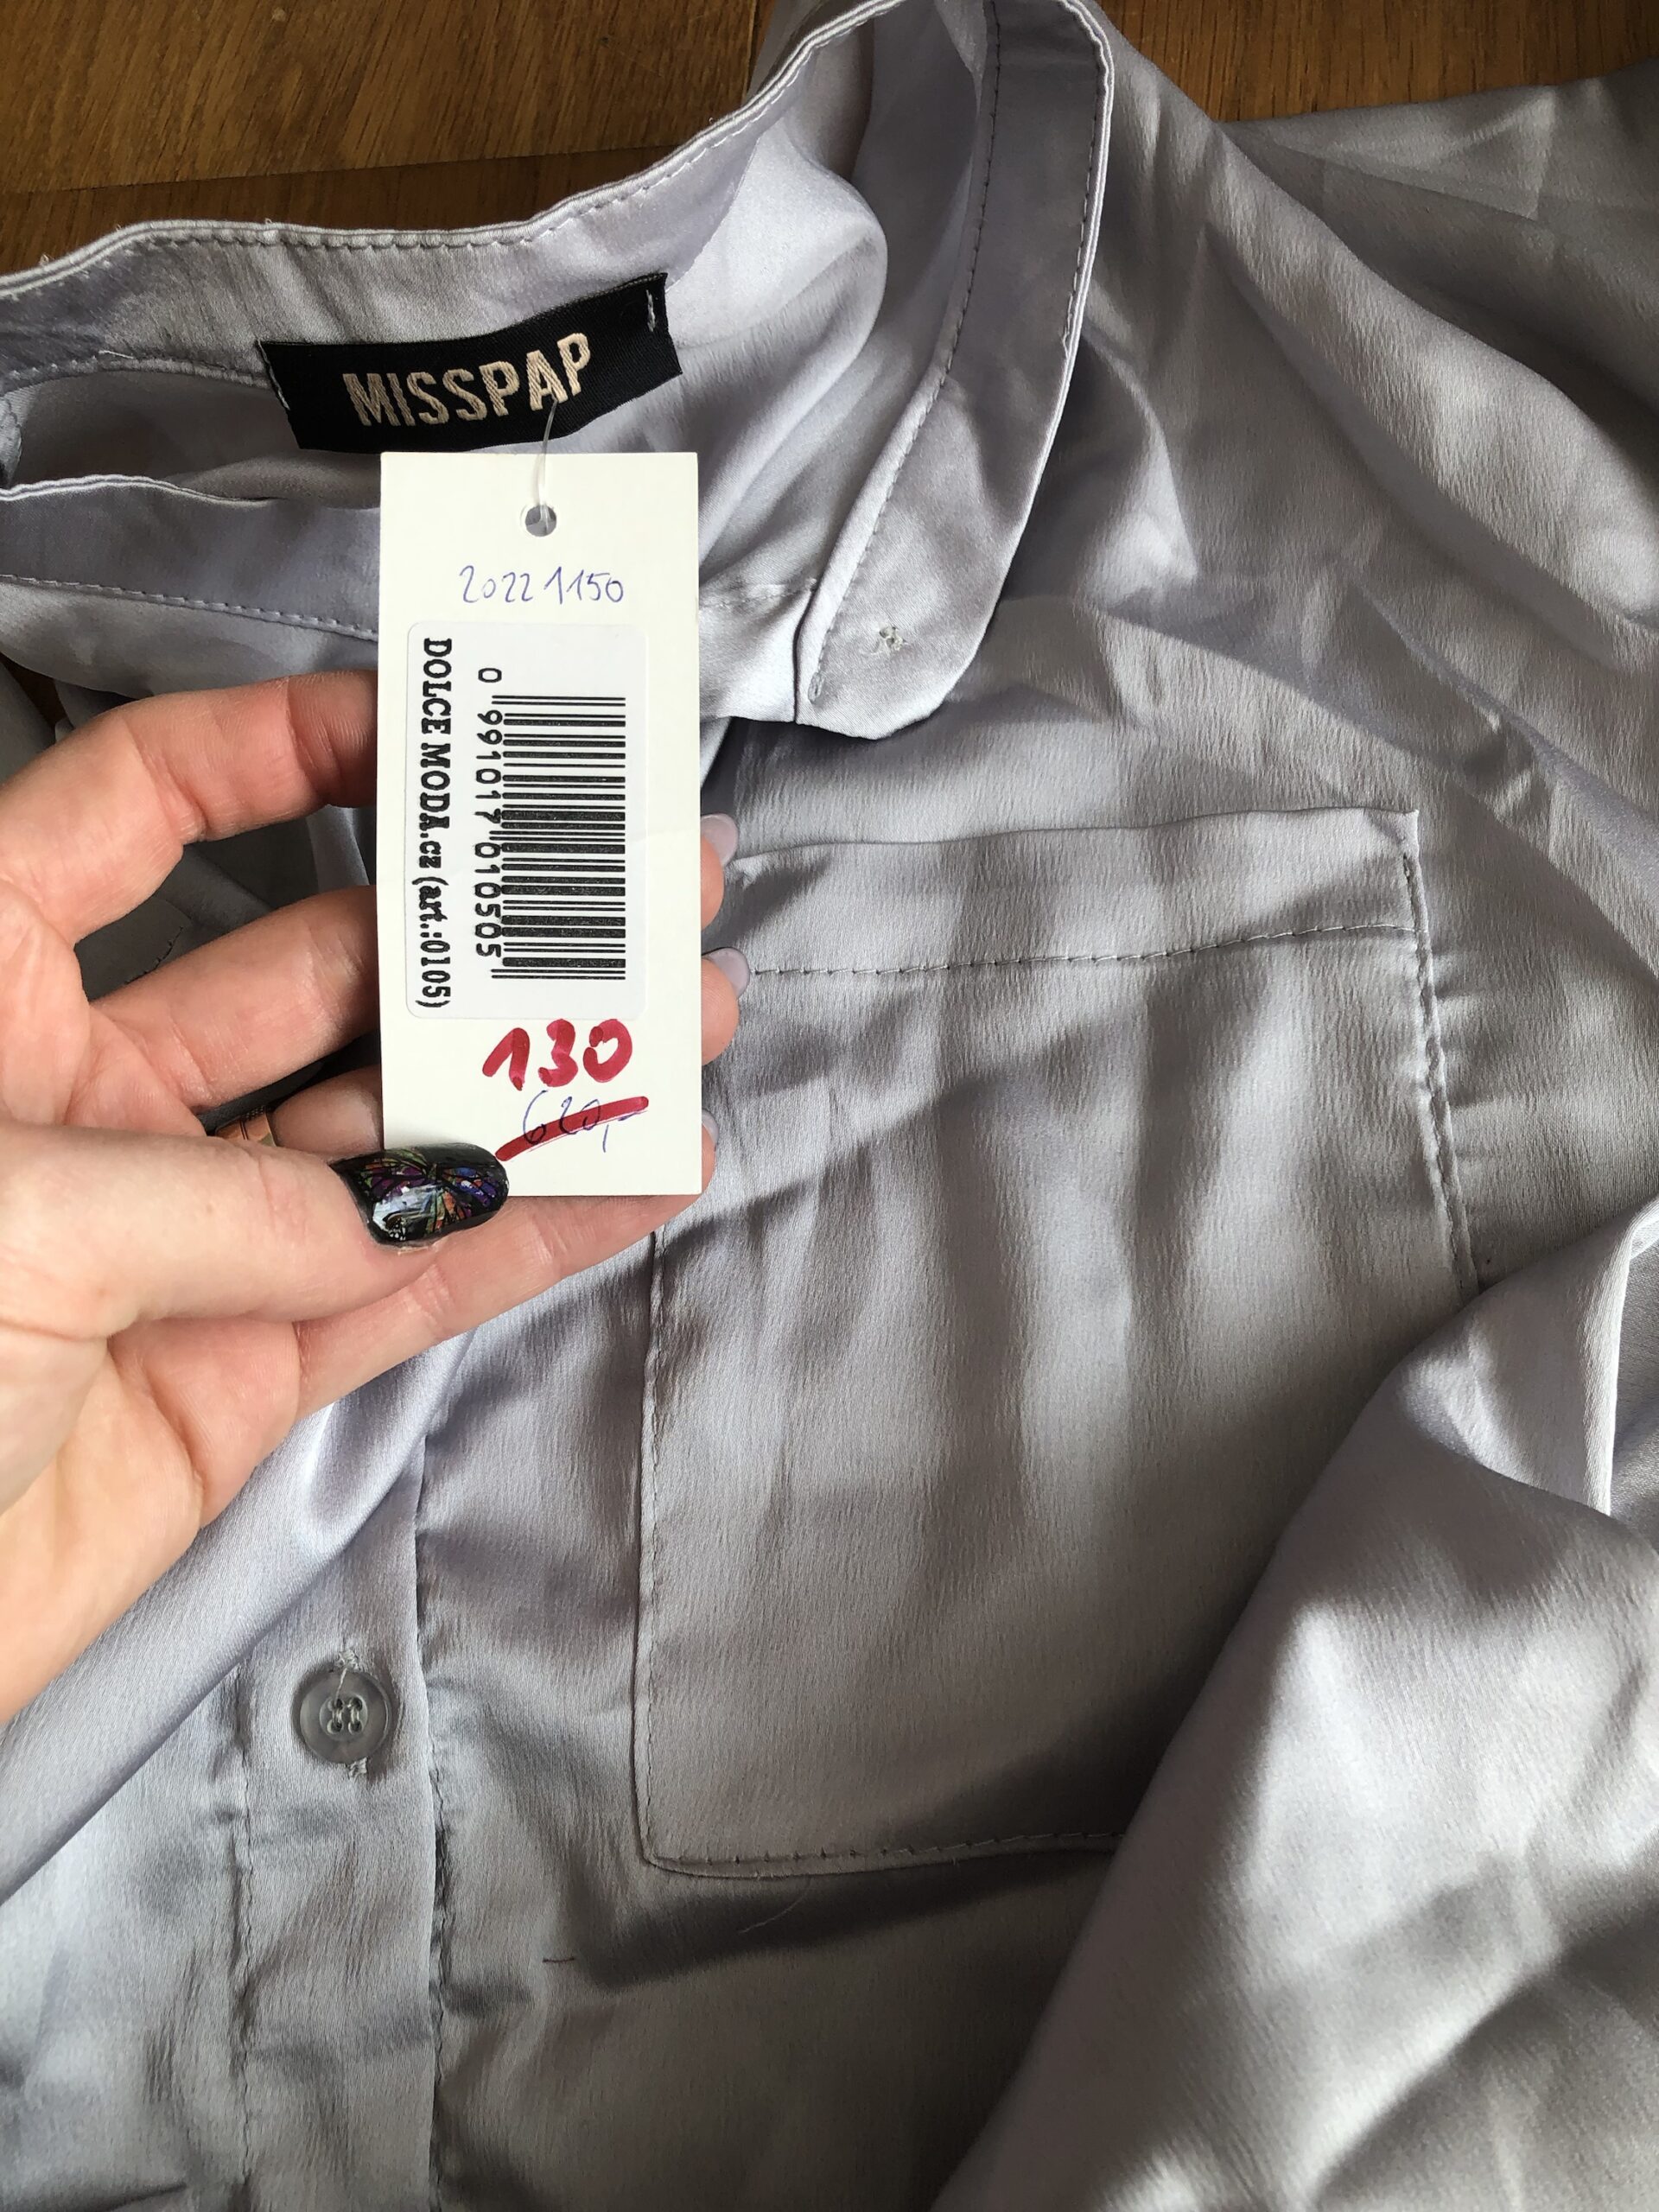 MISSPAP
20221150
0 991017 010505
DOLCE MODA.cz (art.:0105)
130
620,-